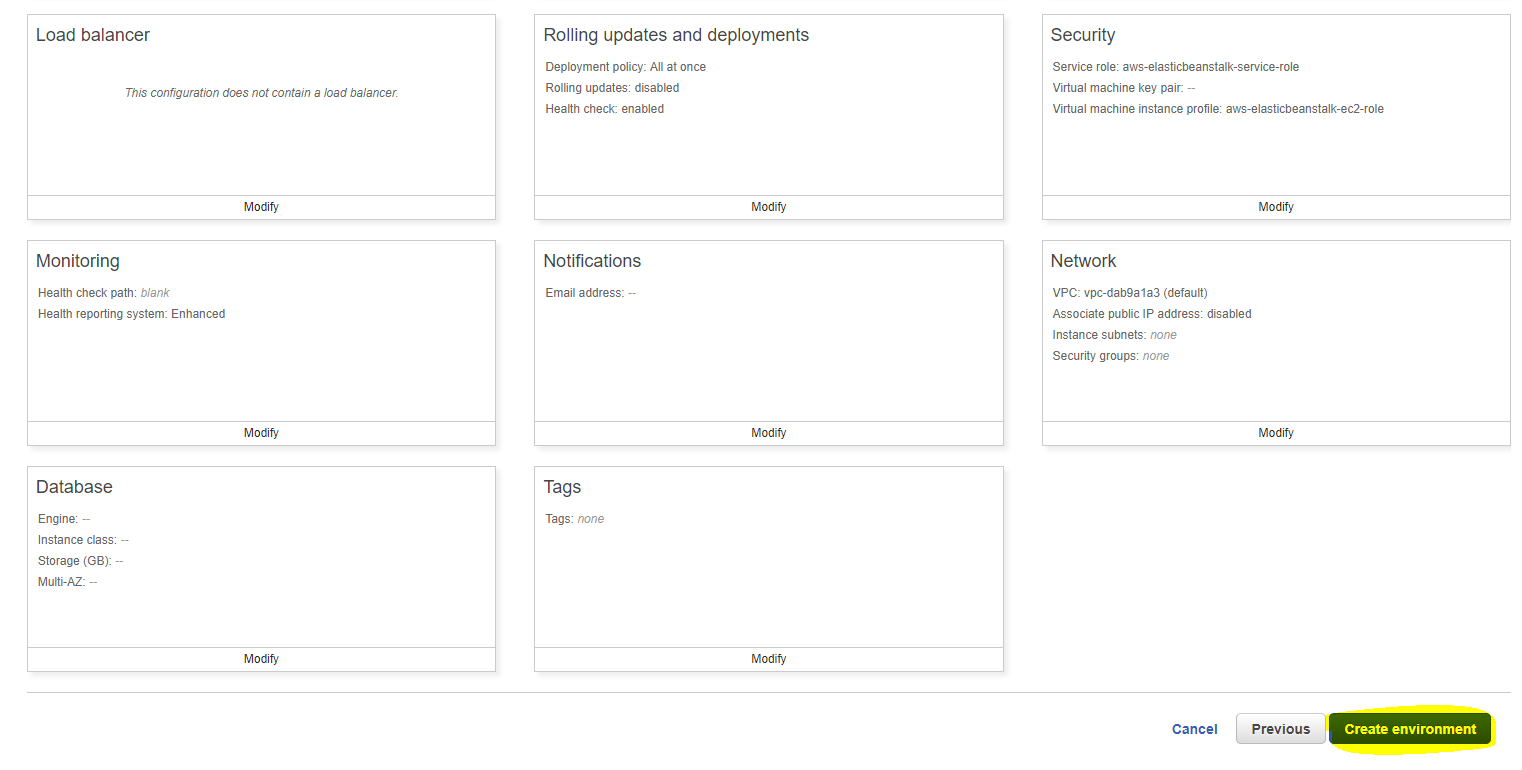 Load balancer
This configuration does not contain a load balancer.
Modify
Rolling updates and deployments
Deployment policy: All at once
Rolling updates: disabled
Health check: enabled
Modify
Security
Service role: aws-elasticbeanstalk-service-role
Virtual machine key pair: --
Virtual machine instance profile: aws-elasticbeanstalk-ec2-role
Modify
Monitoring
Health check path: blank
Health reporting system: Enhanced
Modify
Notifications
Email address: --
Modify
Network
VPC: vpc-dab9a1a3 (default)
Associate public IP address: disabled
Instance subnets: none
Security groups: none
Modify
Database
Engine: --
Instance class: --
Storage (GB): --
Multi-AZ: --
Modify
Tags
Tags: none
Modify
Cancel
Previous
Create environment